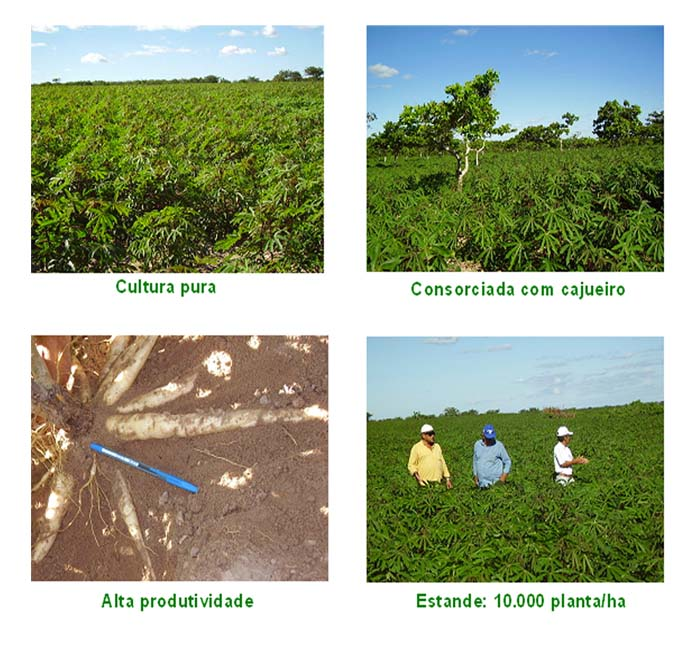 Cultura pura
Consorciada com cajueiro
Alta produtividade
Estande: 10.000 planta/ha